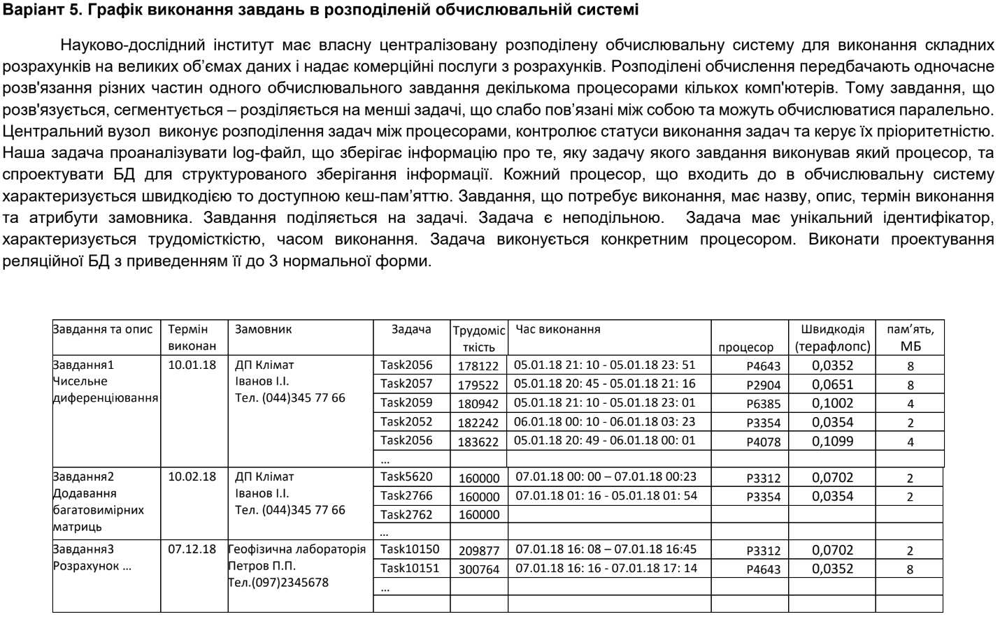 Варіант 5. Графік виконання завдань в розподіленій обчислювальній системі
Науково-дослідний інститут має власну централізовану розподілену обчислювальну систему для виконання складних
розрахунків на великих об’ємах даних і надає комерційні послуги з розрахунків. Розподілені обчислення передбачають одночасне
розв'язання різних частин одного обчислювального завдання декількома процесорами кількох комп'ютерів. Тому завдання, що
розв'язується, сегментується – розділяється на менші задачі, що слабо пов’язані між собою та можуть обчислюватися паралельно.
Центральний вузол виконує розподілення задач між процесорами, контролює статуси виконання задач та керує їх пріоритетністю.
Наша задача проаналізувати log-файл, що зберігає інформацію про те, яку задачу якого завдання виконував який процесор, та
спроектувати БД для структурованого зберігання інформації. Кожний процесор, що входить до в обчислювальну систему
характеризується швидкодією то доступною кеш-пам’яттю. Завдання, що потребує виконання, має назву, опис, термін виконання
та атрибути замовника. Завдання поділяється на задачі. Задача є неподільною. Задача має унікальний ідентифікатор,
характеризується трудомісткістю, часом виконання. Задача виконується конкретним процесором. Виконати проектування
реляційної БД з приведенням її до 3 нормальної форми.
Завдання та опис Термін Замовник Задача Трудоміс Час виконання Швидкодія пам’ять,
виконан ткість процесор (терафлопс) МБ
Завдання1 10.01.18 ДП Клімат Task2056 178122 05.01.18 21: 10 - 05.01.18 23: 51 P4643 0,0352 8
Чисельне Іванов І.І. Task2057 179522 05.01.18 20: 45 - 05.01.18 21: 16 P2904 0,0651 8
диференціювання Тел. (044)345 77 66 Task2059 180942 05.01.18 21: 10 - 05.01.18 23: 01 P6385 0,1002 4
Task2052 182242 06.01.18 00: 10 - 06.01.18 03: 23 P3354 0,0354 2
Task2056 183622 05.01.18 20: 49 - 06.01.18 00: 01 P4078 0,1099 4
...
Завдання2 10.02.18 ДП Клімат Task5620 160000 07.01.18 00: 00 – 07.01.18 00:23 P3312 0,0702 2
Додавання Іванов І.І. Task2766 160000 07.01.18 01: 16 - 05.01.18 01: 54 P3354 0,0354 2
багатовимірних Тел. (044)345 77 66 Task2762 160000
матриць ...
Завдання3 07.12.18 Геофізична лабораторія Task10150 209877 07.01.18 16: 08 – 07.01.18 16:45 P3312 0,0702 2
Розрахунок ... Петров П.П. Task10151 300764 07.01.18 16: 16 - 07.01.18 17: 14 P4643 0,0352 8
Тел.(097)2345678 ...